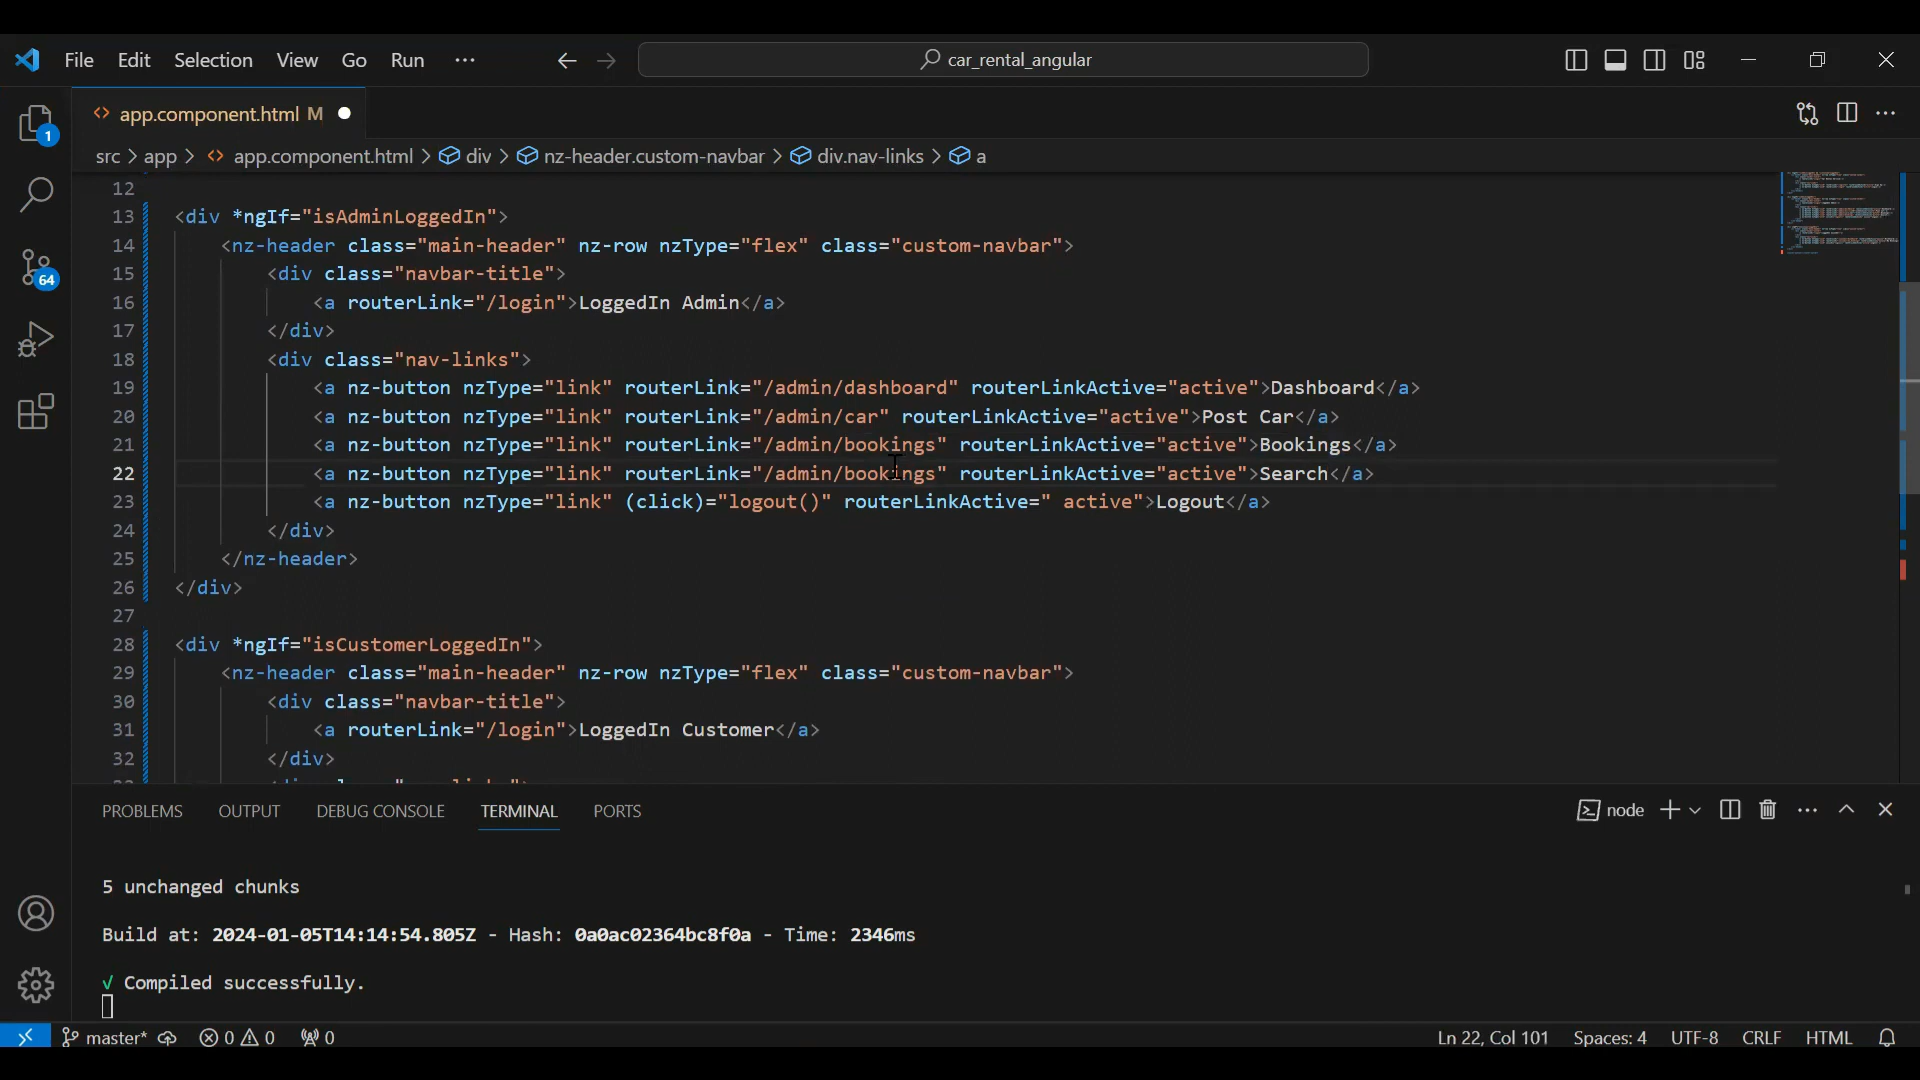 File Edit Selection View Go Run ··· car_rental_angular
app.component.html M
src > app > app.component.html > div > nz-header.custom-navbar > div.nav-links > a
12
13 <div *ngIf="isAdminLoggedIn">
14 <nz-header class="main-header" nz-row nzType="flex" class="custom-navbar">
15 <div class="navbar-title">
16 <a routerLink="/login">LoggedIn Admin</a>
17 </div>
18 <div class="nav-links">
19 <a nz-button nzType="link" routerLink="/admin/dashboard" routerLinkActive="active">Dashboard</a>
20 <a nz-button nzType="link" routerLink="/admin/car" routerLinkActive="active">Post Car</a>
21 <a nz-button nzType="link" routerLink="/admin/bookings" routerLinkActive="active">Bookings</a>
22 <a nz-button nzType="link" routerLink="/admin/bookings" routerLinkActive="active">Search</a>
23 <a nz-button nzType="link" (click)="logout()" routerLinkActive=" active">Logout</a>
24 </div>
25 </nz-header>
26 </div>
27
28 <div *ngIf="isCustomerLoggedIn">
29 <nz-header class="main-header" nz-row nzType="flex" class="custom-navbar">
30 <div class="navbar-title">
31 <a routerLink="/login">LoggedIn Customer</a>
32 </div>
1
64
PROBLEMS OUTPUT DEBUG CONSOLE TERMINAL PORTS node
5 unchanged chunks
Build at: 2024-01-05T14:14:54.805Z - Hash: 0a0ac02364bc8f0a - Time: 2346ms
√ Compiled successfully.
master* 0 0 0 Ln 22, Col 101 Spaces: 4 UTF-8 CRLF HTML